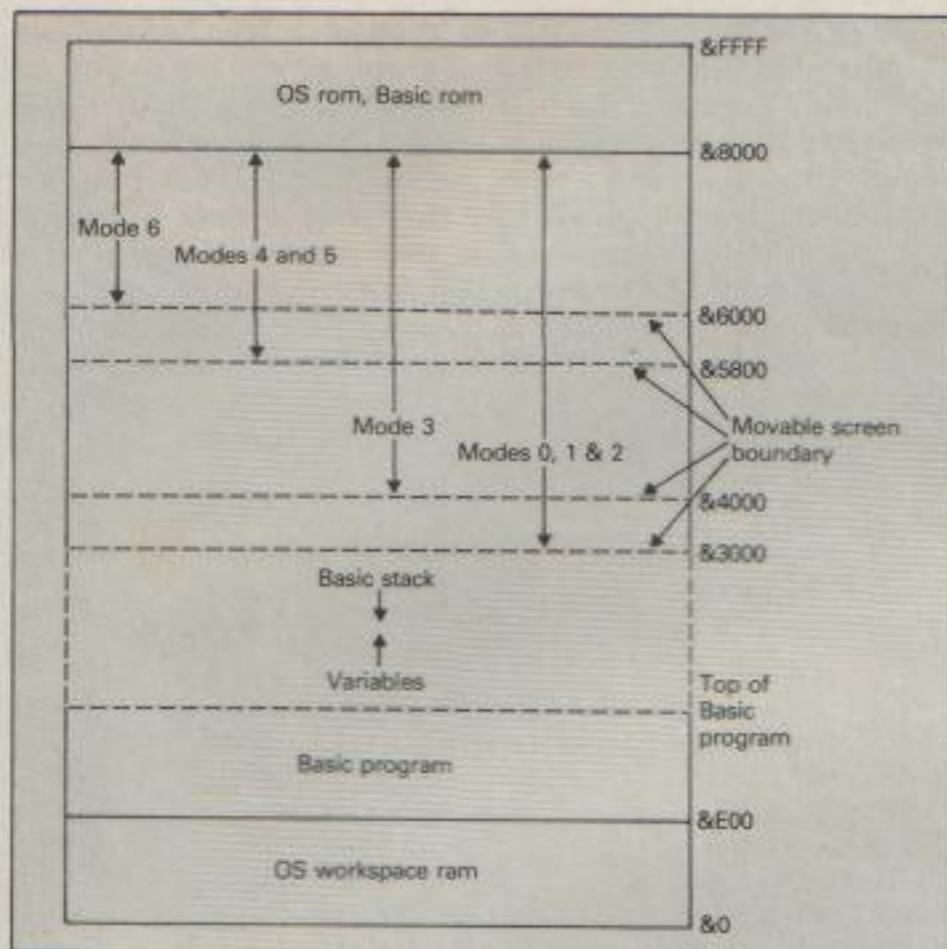 &FFFF
OS rom, Basic rom
&8000
Mode 6
Modes 4 and 5
&6000
&5800
Mode 3
Movable screen
boundary
Modes 0, 1 & 2
&4000
&3000
Basic stack
Variables
Top of
Basic
program
Basic program
&E00
OS workspace ram
&0